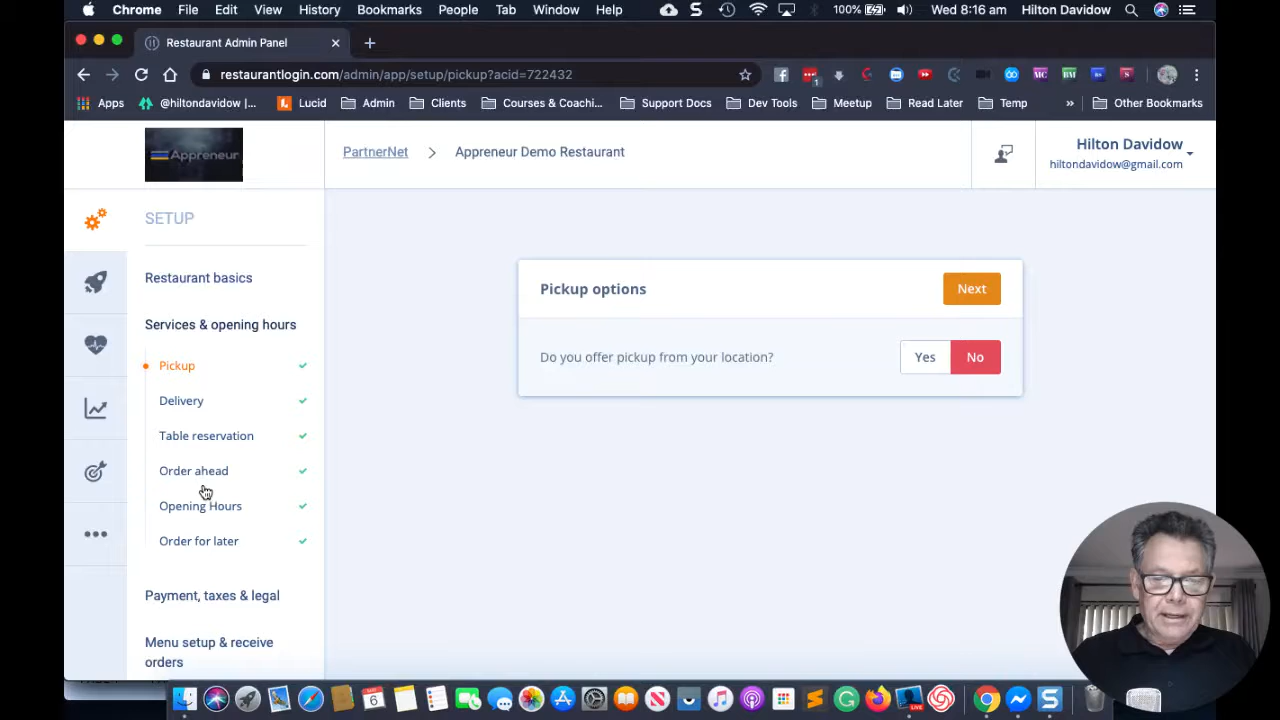 Chrome File Edit View History Bookmarks People Tab Window Help 100% Wed 8:16 am Hilton Davidow
Restaurant Admin Panel
restaurantlogin.com/admin/app/setup/pickup?acid=722432
Apps @hiltondavidow |... Lucid Admin Clients Courses & Coachi... Support Docs Dev Tools Meetup Read Later Temp » Other Bookmarks
Appreneur
PartnerNet > Appreneur Demo Restaurant
Hilton Davidow
hiltondavidow@gmail.com
SETUP
Restaurant basics
Services & opening hours
Pickup
Delivery
Table reservation
Order ahead
Opening Hours
Order for later
Payment, taxes & legal
Menu setup & receive
orders
Pickup options
Next
Do you offer pickup from your location?
Yes
No